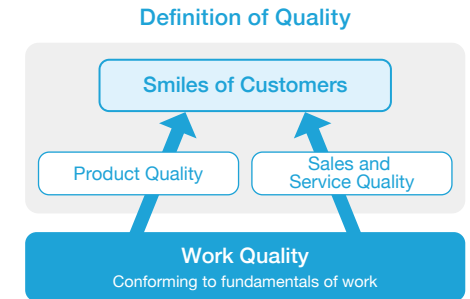 Definition of Quality
Smiles of Customers
Product Quality
Sales and
Service Quality
Work Quality
Conforming to fundamentals of work